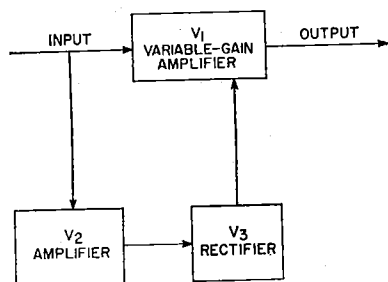 INPUT
V1
VARIABLE-GAIN
AMPLIFIER
OUTPUT
V2
AMPLIFIER
V3
RECTIFIER